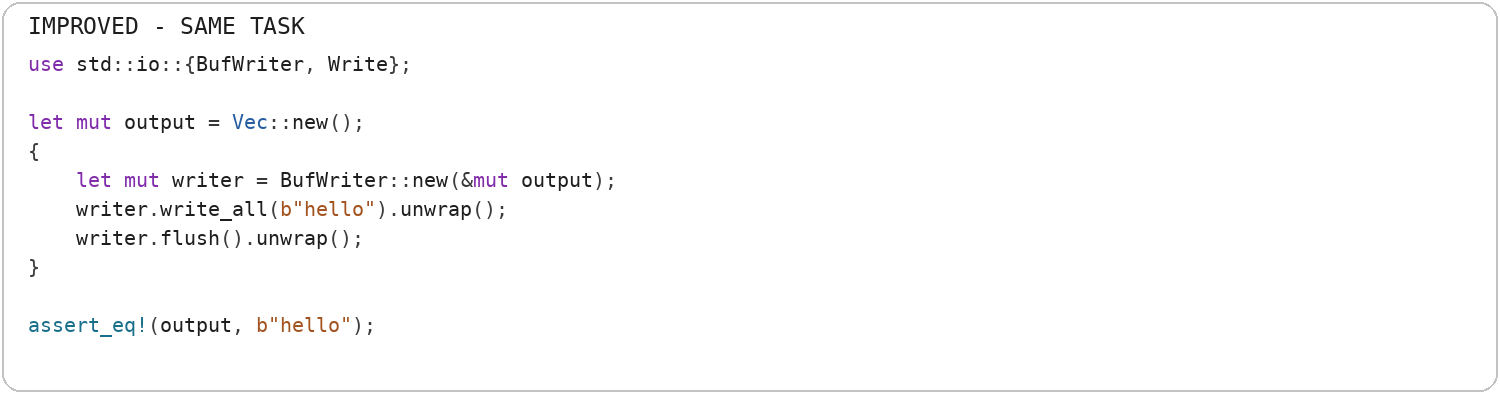 IMPROVED - SAME TASK
use std::io::{BufWriter, Write};
let mut output = Vec::new();
{
    let mut writer = BufWriter::new(&mut output);
    writer.write_all(b"hello").unwrap();
    writer.flush().unwrap();
}
assert_eq!(output, b"hello");